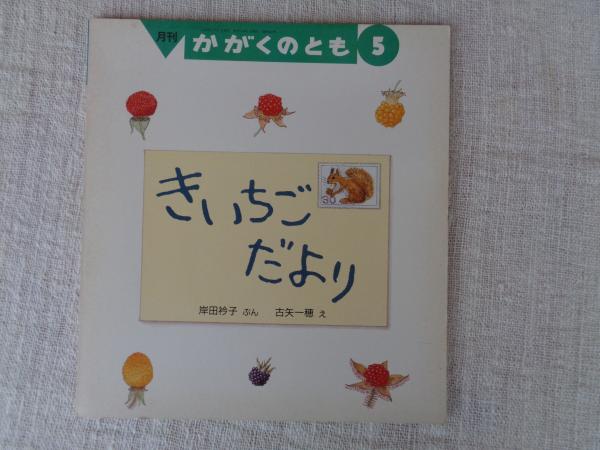 月刊 かがくのとも 5
30
きいちご
だより
岸田衿子 ぶん 古矢一穂 え